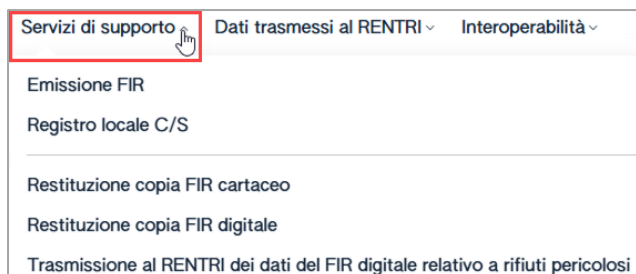 Servizi di supporto Dati trasmessi al RENTRI Interoperabilità
Emissione FIR
Registro locale C/S
Restituzione copia FIR cartaceo
Restituzione copia FIR digitale
Trasmissione al RENTRI dei dati del FIR digitale relativo a rifiuti pericolosi